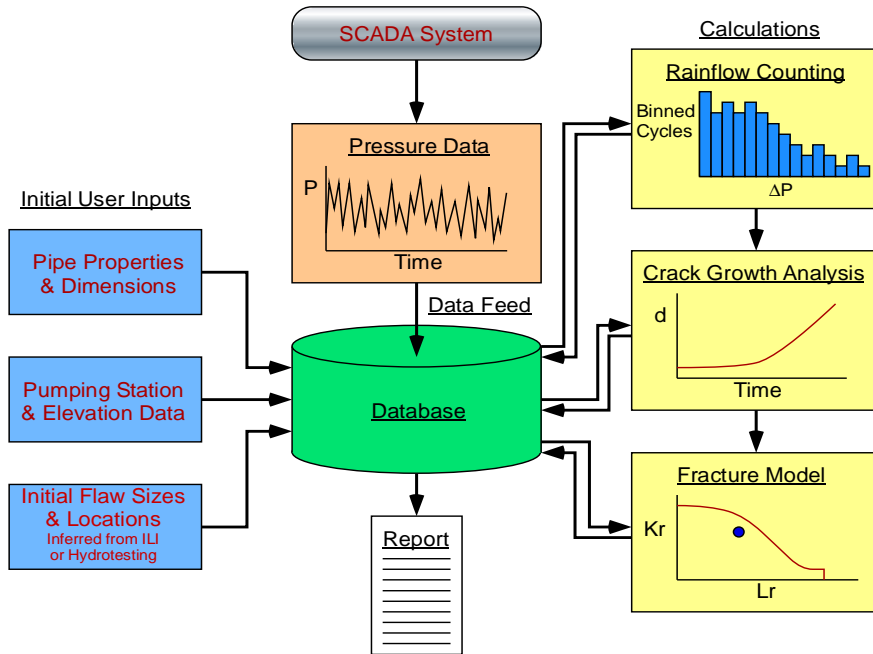 SCADA System
Pressure Data
P
Time
Data Feed
Initial User Inputs
Pipe Properties
& Dimensions
Pumping Station
& Elevation Data
Initial Flaw Sizes
& Locations
Inferred from ILI
or Hydrotesting
Database
Report
Calculations
Rainflow Counting
Binned
Cycles
ΔP
Crack Growth Analysis
d
Time
Fracture Model
Kr
Lr